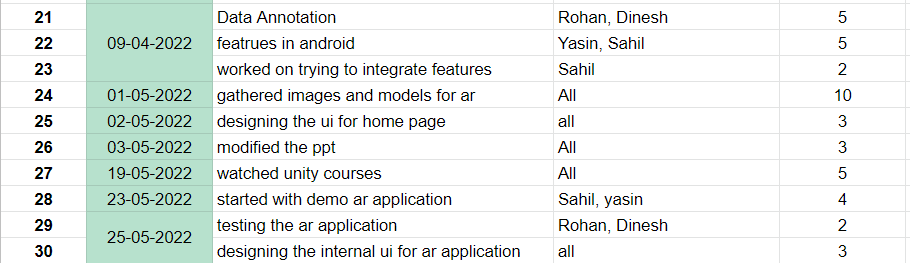 21 Data Annotation Rohan, Dinesh 5
09-04-2022
22 featrues in android Yasin, Sahil 5
23 worked on trying to integrate features Sahil 2
24 01-05-2022 gathered images and models for ar All 10
25 02-05-2022 designing the ui for home page all 3
26 03-05-2022 modified the ppt All 3
27 19-05-2022 watched unity courses All 5
28 23-05-2022 started with demo ar application Sahil, yasin 4
29 testing the ar application Rohan, Dinesh 2
25-05-2022
30 designing the internal ui for ar application all 3